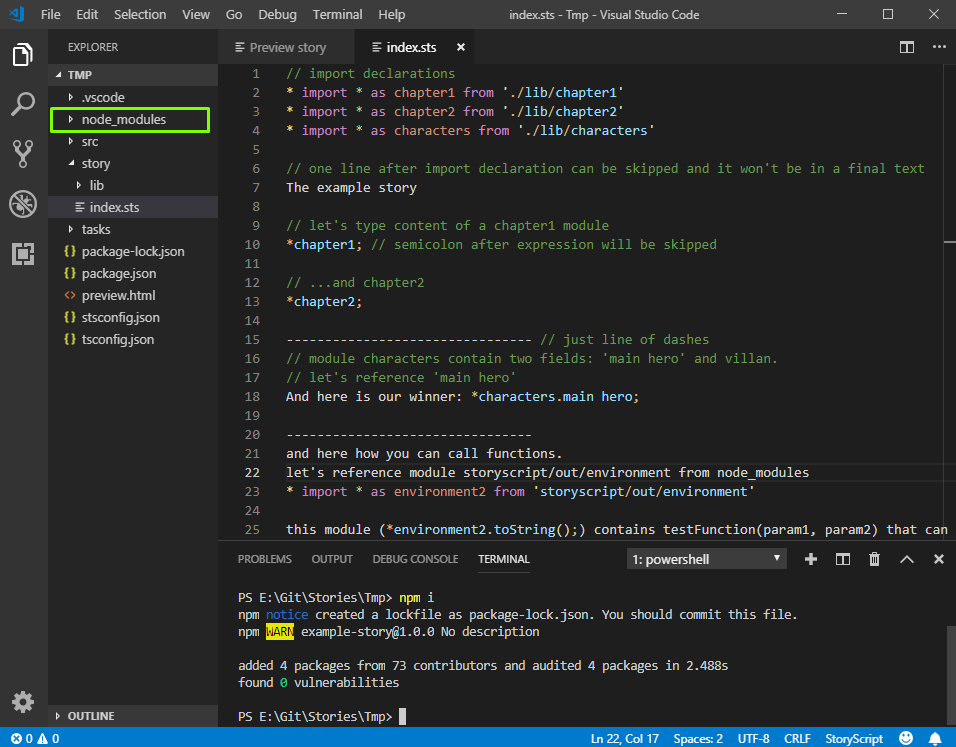 File Edit Selection View Go Debug Terminal Help index.sts - Tmp - Visual Studio Code
EXPLORER
TMP
.vscode
node_modules
src
story
lib
index.sts
tasks
package-lock.json
package.json
preview.html
stsconfig.json
tsconfig.json
OUTLINE
Preview story index.sts
1 // import declarations
2 * import * as chapter1 from './lib/chapter1'
3 * import * as chapter2 from './lib/chapter2'
4 * import * as characters from './lib/characters'
5
6 // one line after import declaration can be skipped and it won't be in a final text
7 The example story
8
9 // let's type content of a chapter1 module
10 *chapter1; // semicolon after expression will be skipped
11
12 // ...and chapter2
13 *chapter2;
14
15 -------------------------------- // just line of dashes
16 // module characters contain two fields: 'main hero' and villan.
17 // let's reference 'main hero'
18 And here is our winner: *characters.main hero;
19
20 --------------------------------
21 and here how you can call functions.
22 let's reference module storyscript/out/environment from node_modules
23 * import * as environment2 from 'storyscript/out/environment'
24
25 this module (*environment2.toString();) contains testFunction(param1, param2) that can
PROBLEMS OUTPUT DEBUG CONSOLE TERMINAL 1: powershell
PS E:\Git\Stories\Tmp> npm i
npm notice created a lockfile as package-lock.json. You should commit this file.
npm WARN example-story@1.0.0 No description
added 4 packages from 73 contributors and audited 4 packages in 2.488s
found 0 vulnerabilities
PS E:\Git\Stories\Tmp>
0 0 Ln 22, Col 17 Spaces: 2 UTF-8 CRLF StoryScript